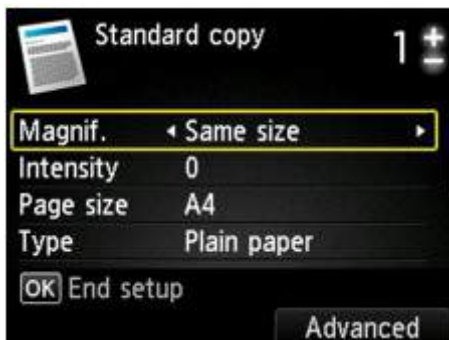 Standard copy 1 ±
Magnif. ◂ Same size ▸
Intensity 0
Page size A4
Type Plain paper
OK End setup
Advanced